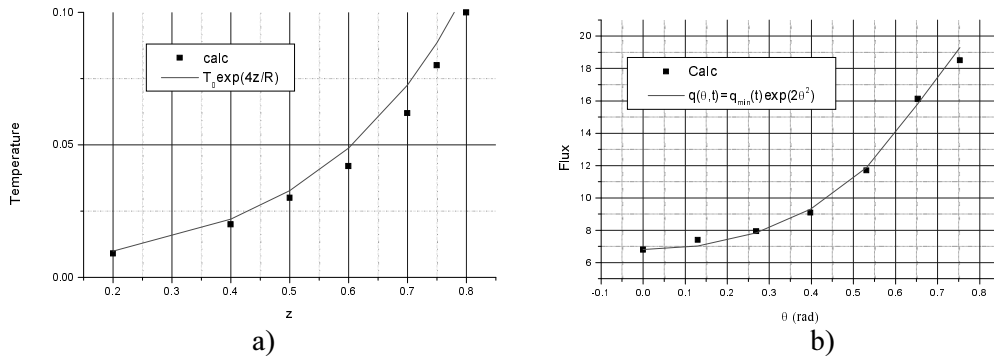 0.10
0.05
0.00
Temperature
calc
T₀exp(4z/R)
0.2 0.3 0.4 0.5 0.6 0.7 0.8
z
a)
20
18
16
14
12
10
8
6
Flux
Calc
q(θ,t)=q_min(t)exp(2θ²)
-0.1 0.0 0.1 0.2 0.3 0.4 0.5 0.6 0.7 0.8
θ (rad)
b)